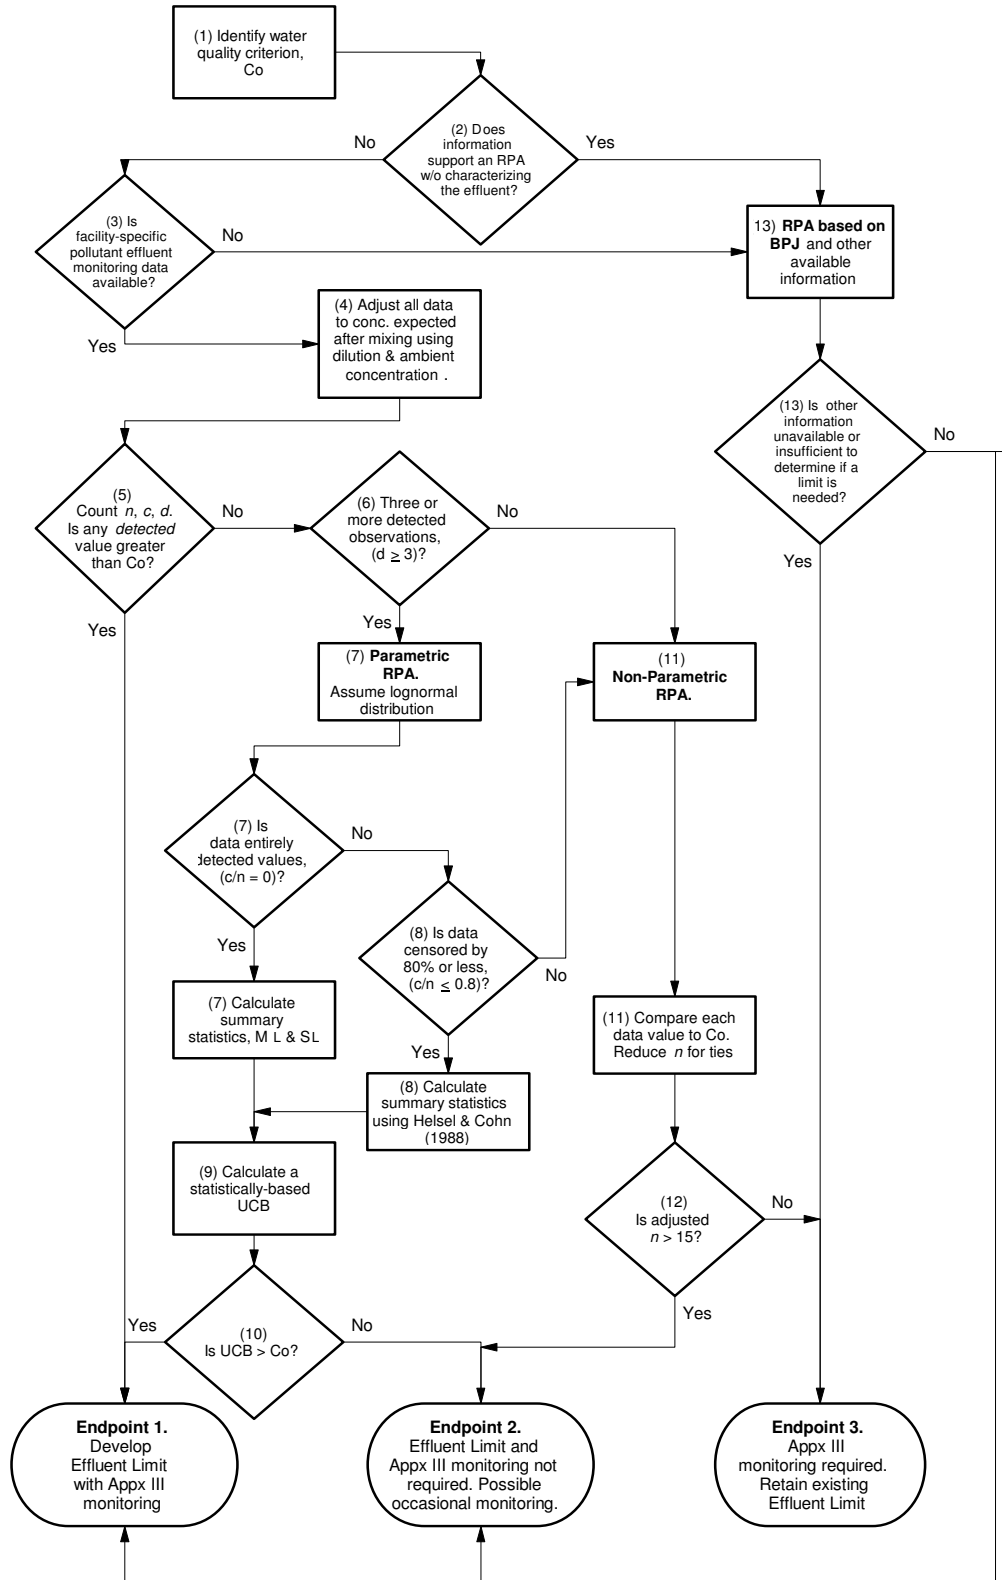 (1) Identify water
quality criterion,
Co
(2) Does
information
support an RPA
w/o characterizing
the effluent?
No
Yes
(3) Is
facility-specific
pollutant effluent
monitoring data
available?
No
Yes
13) RPA based on
BPJ and other
available
information
(4) Adjust all data
to conc. expected
after mixing using
dilution & ambient
concentration .
(13) Is other
information
unavailable or
insufficient to
determine if a
limit is
needed?
No
Yes
(5)
Count n, c, d.
Is any detected
value greater
than Co?
No
Yes
(6) Three or
more detected
observations,
(d ≥ 3)?
No
Yes
(7) Parametric
RPA.
Assume lognormal
distribution
(11)
Non-Parametric
RPA.
(7) Is
data entirely
detected values,
(c/n = 0)?
No
Yes
(8) Is data
censored by
80% or less,
(c/n ≤ 0.8)?
No
Yes
(7) Calculate
summary
statistics, M L & SL
(11) Compare each
data value to Co.
Reduce n for ties
(8) Calculate
summary statistics
using Helsel & Cohn
(1988)
(9) Calculate a
statistically-based
UCB
(12)
Is adjusted
n > 15?
No
Yes
(10)
Is UCB > Co?
Yes
No
Endpoint 1.
Develop
Effluent Limit
with Appx III
monitoring
Endpoint 2.
Effluent Limit and
Appx III monitoring not
required. Possible
occasional monitoring.
Endpoint 3.
Appx III
monitoring required.
Retain existing
Effluent Limit